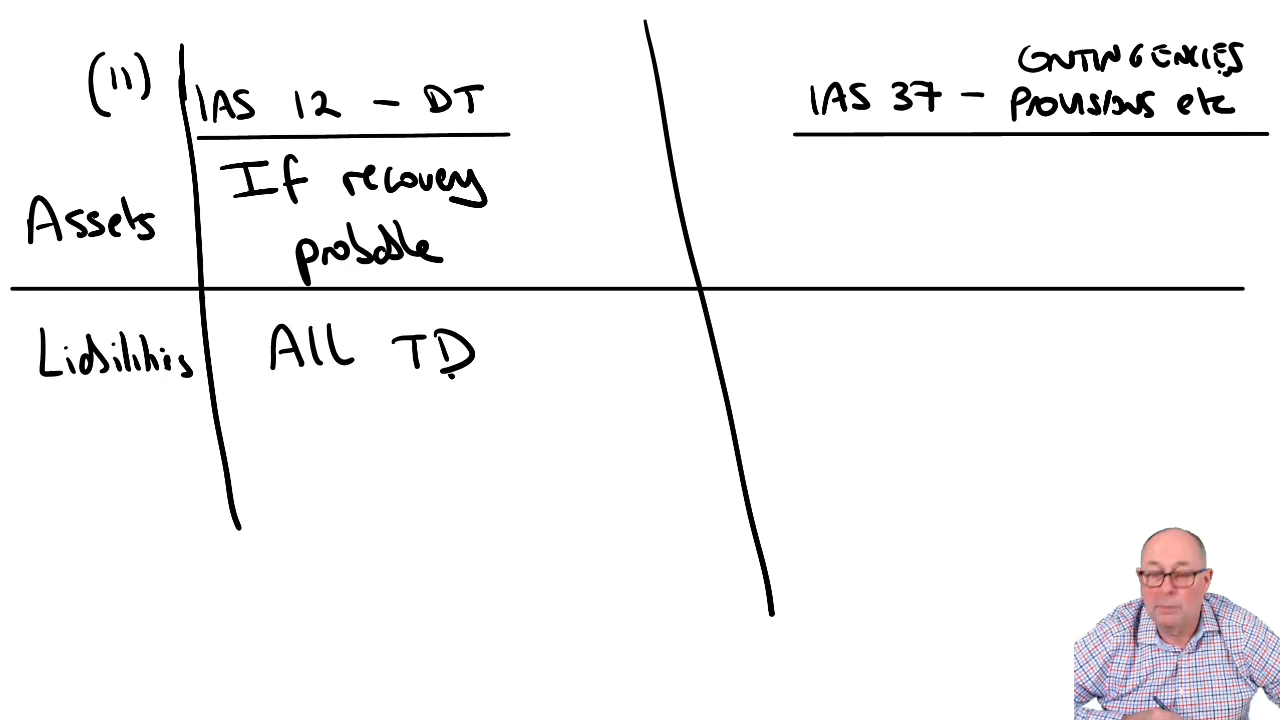 (11)
IAS 12 - DT
CONTINGENCIES,
IAS 37 - Provisions etc
Assets
If recovery
probable
Liabilities
All TD